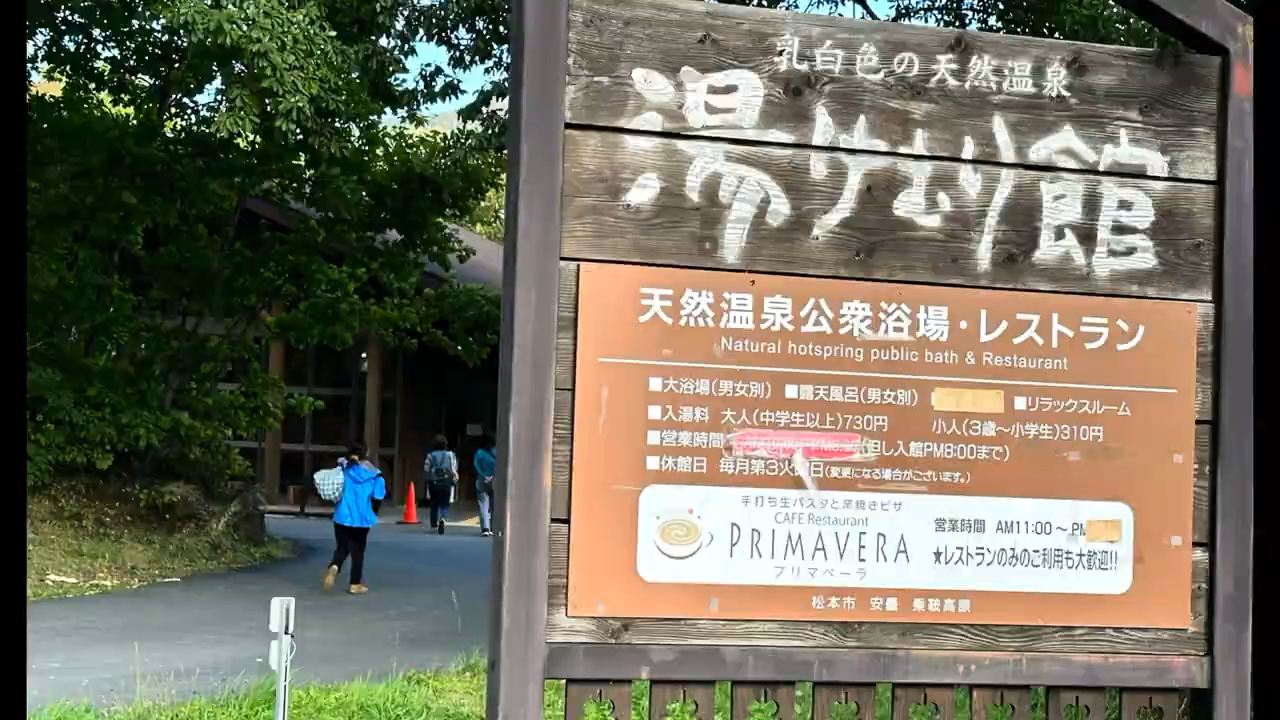 乳白色の天然温泉
湯けむり館
天然温泉公衆浴場・レストラン
Natural hotspring public bath & Restaurant
■大浴場(男女別) ■露天風呂(男女別) ■リラックスルーム
■入湯料 大人(中学生以上)730円 小人(3歳~小学生)310円
■営業時間 但し入館PM8:00まで)
■休館日 毎月第3火曜日(変更になる場合がございます。)
手打ち生パスタと窯焼きピザ
CAFE Restaurant
PRIMAVERA
プリマベーラ
営業時間 AM11:00~PM
★レストランのみのご利用も大歓迎!!
松本市 安曇 乗鞍高原